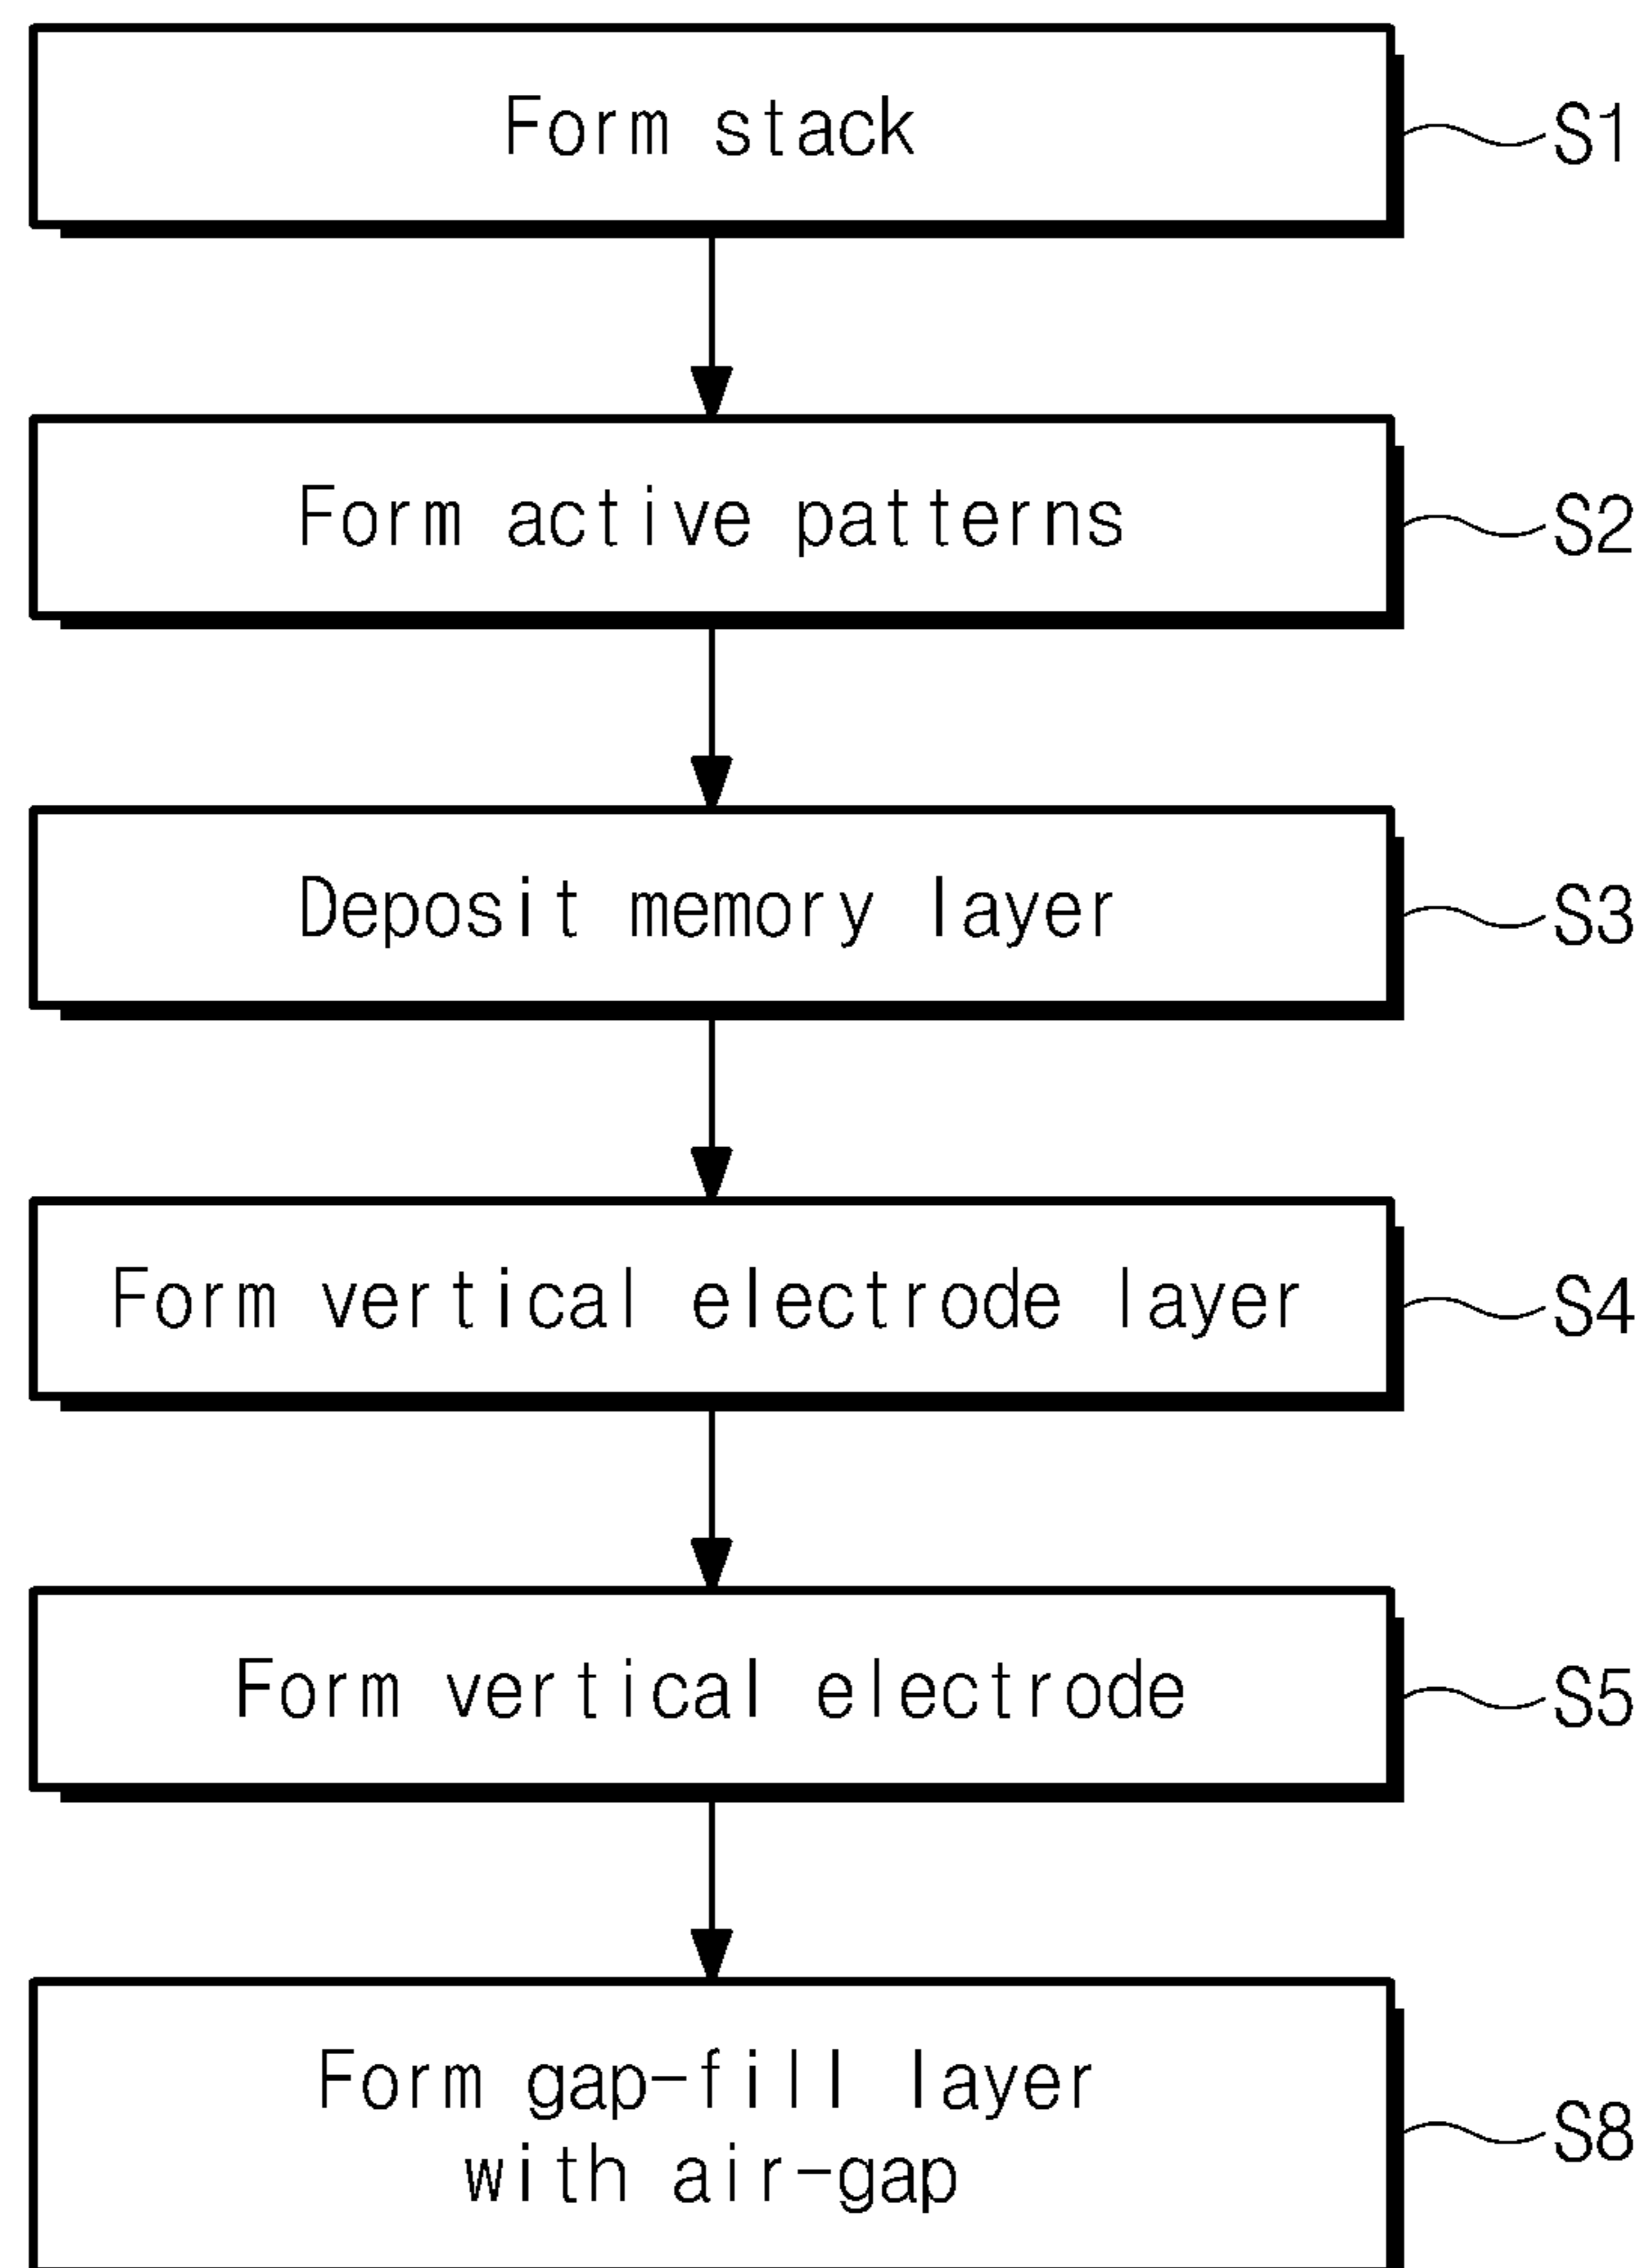 Form stack
S1
Form active patterns
S2
Deposit memory layer
S3
Form vertical electrode layer
S4
Form vertical electrode
S5
Form gap-fill layer
with air-gap
S8